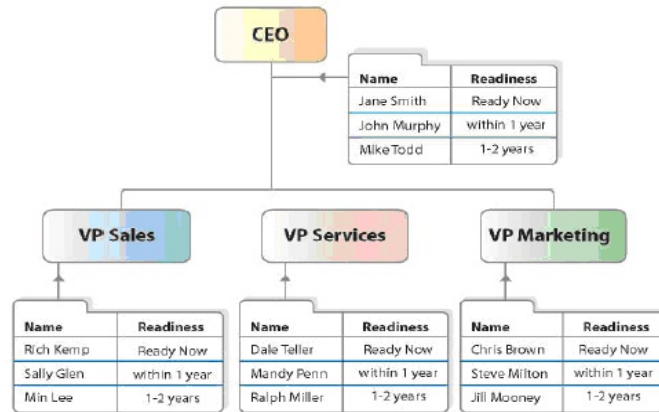 CEO
Name Readiness
Jane Smith Ready Now
John Murphy within 1 year
Mike Todd 1-2 years
VP Sales VP Services VP Marketing
Name Readiness Name Readiness Name Readiness
Rich Kemp Ready Now Dale Teller Ready Now Chris Brown Ready Now
Sally Glen within 1 year Mandy Penn within 1 year Steve Milton within 1 year
Min Lee 1-2 years Ralph Miller 1-2 years Jill Mooney 1-2 years